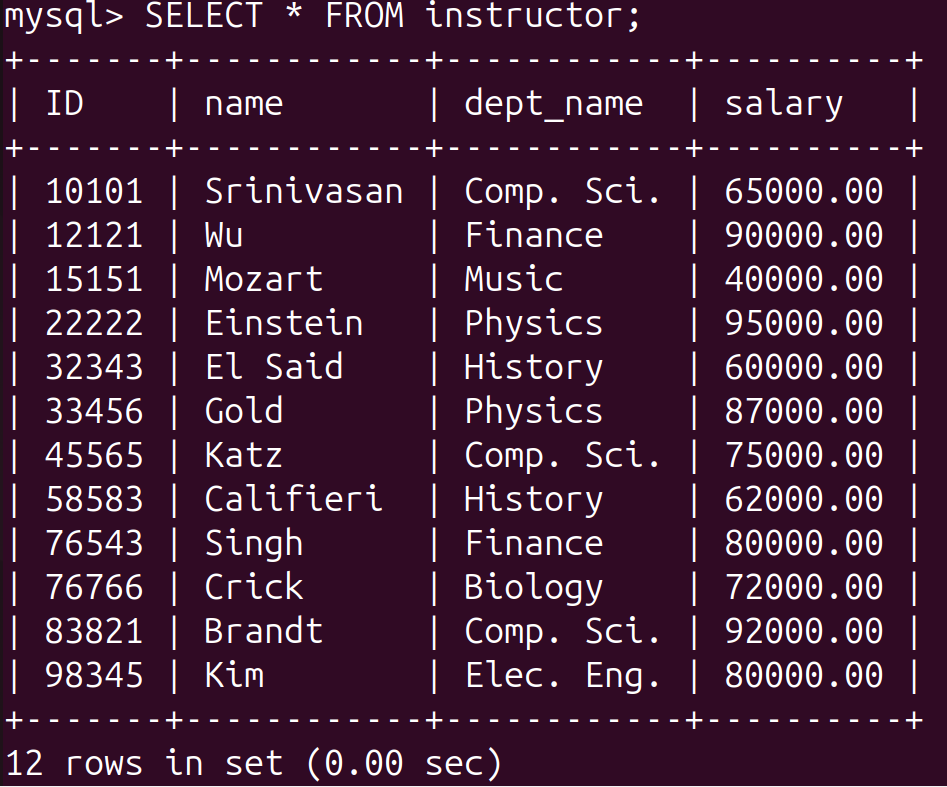 mysql> SELECT * FROM instructor;
+-------+------------+------------+----------+
| ID    | name       | dept_name  | salary   |
+-------+------------+------------+----------+
| 10101 | Srinivasan | Comp. Sci. | 65000.00 |
| 12121 | Wu         | Finance    | 90000.00 |
| 15151 | Mozart     | Music      | 40000.00 |
| 22222 | Einstein   | Physics    | 95000.00 |
| 32343 | El Said    | History    | 60000.00 |
| 33456 | Gold       | Physics    | 87000.00 |
| 45565 | Katz       | Comp. Sci. | 75000.00 |
| 58583 | Califieri  | History    | 62000.00 |
| 76543 | Singh      | Finance    | 80000.00 |
| 76766 | Crick      | Biology    | 72000.00 |
| 83821 | Brandt     | Comp. Sci. | 92000.00 |
| 98345 | Kim        | Elec. Eng. | 80000.00 |
+-------+------------+------------+----------+
12 rows in set (0.00 sec)